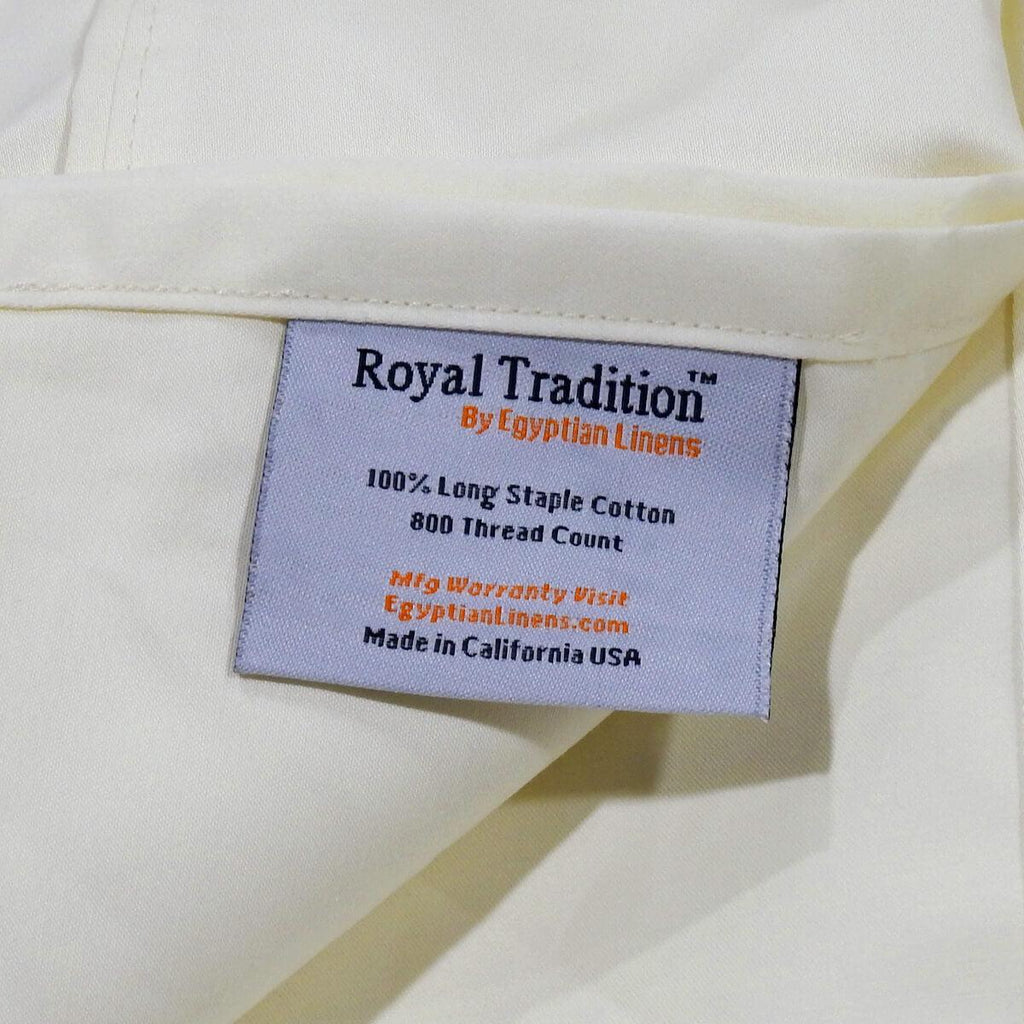 Royal Tradition™
By Egyptian Linens
100% Long Staple Cotton
800 Thread Count
Mfg Warranty Visit
EgyptianLinens.com
Made in California USA